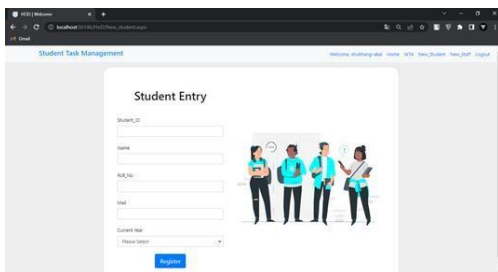 HOD | Welcome
Gmail
Student Task Management
Home WTA New_Student New_Staff Logout
Student Entry
Student_ID
Name
Roll_No
Mail
Current Year
Please Select
Register